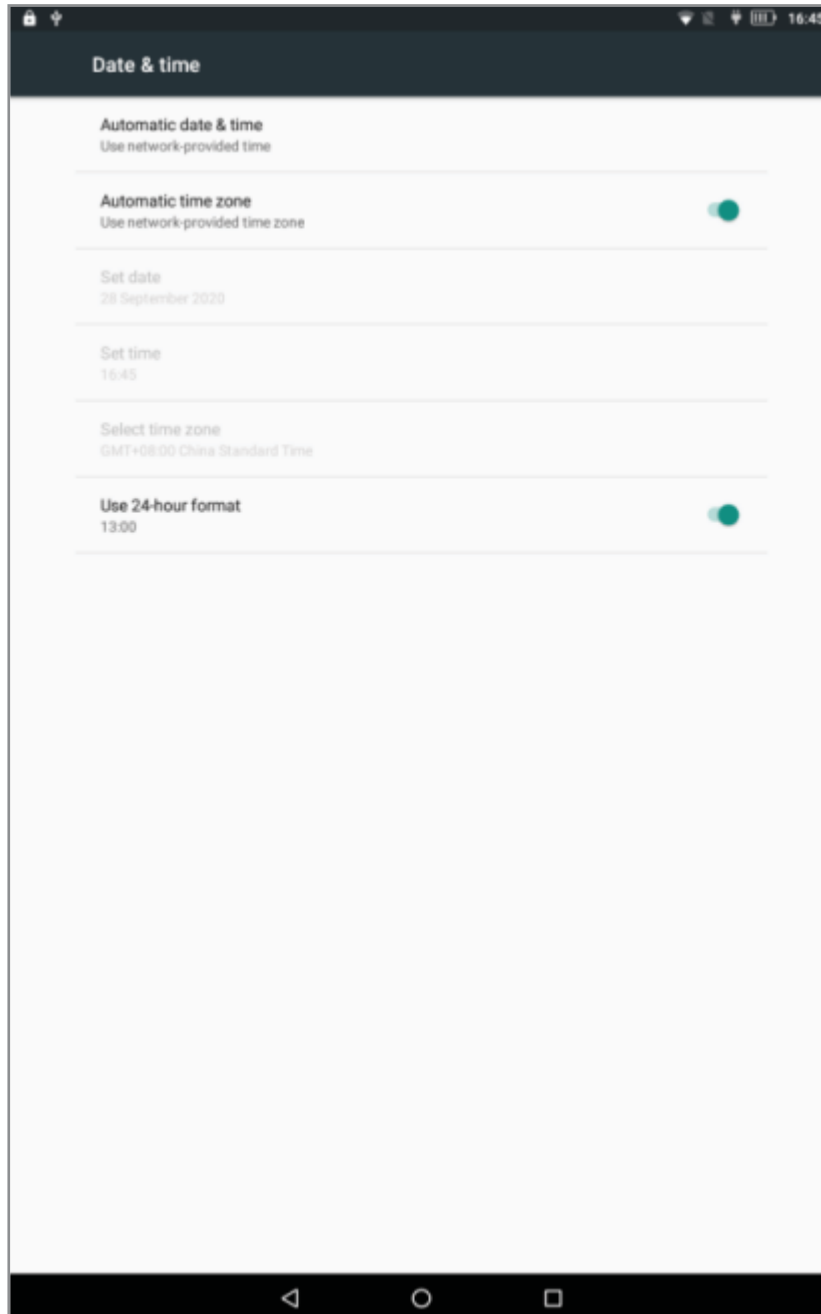 16:45
Date & time
Automatic date & time
Use network-provided time
Automatic time zone
Use network-provided time zone
Set date
28 September 2020
Set time
16:45
Select time zone
GMT+08:00 China Standard Time
Use 24-hour format
13:00